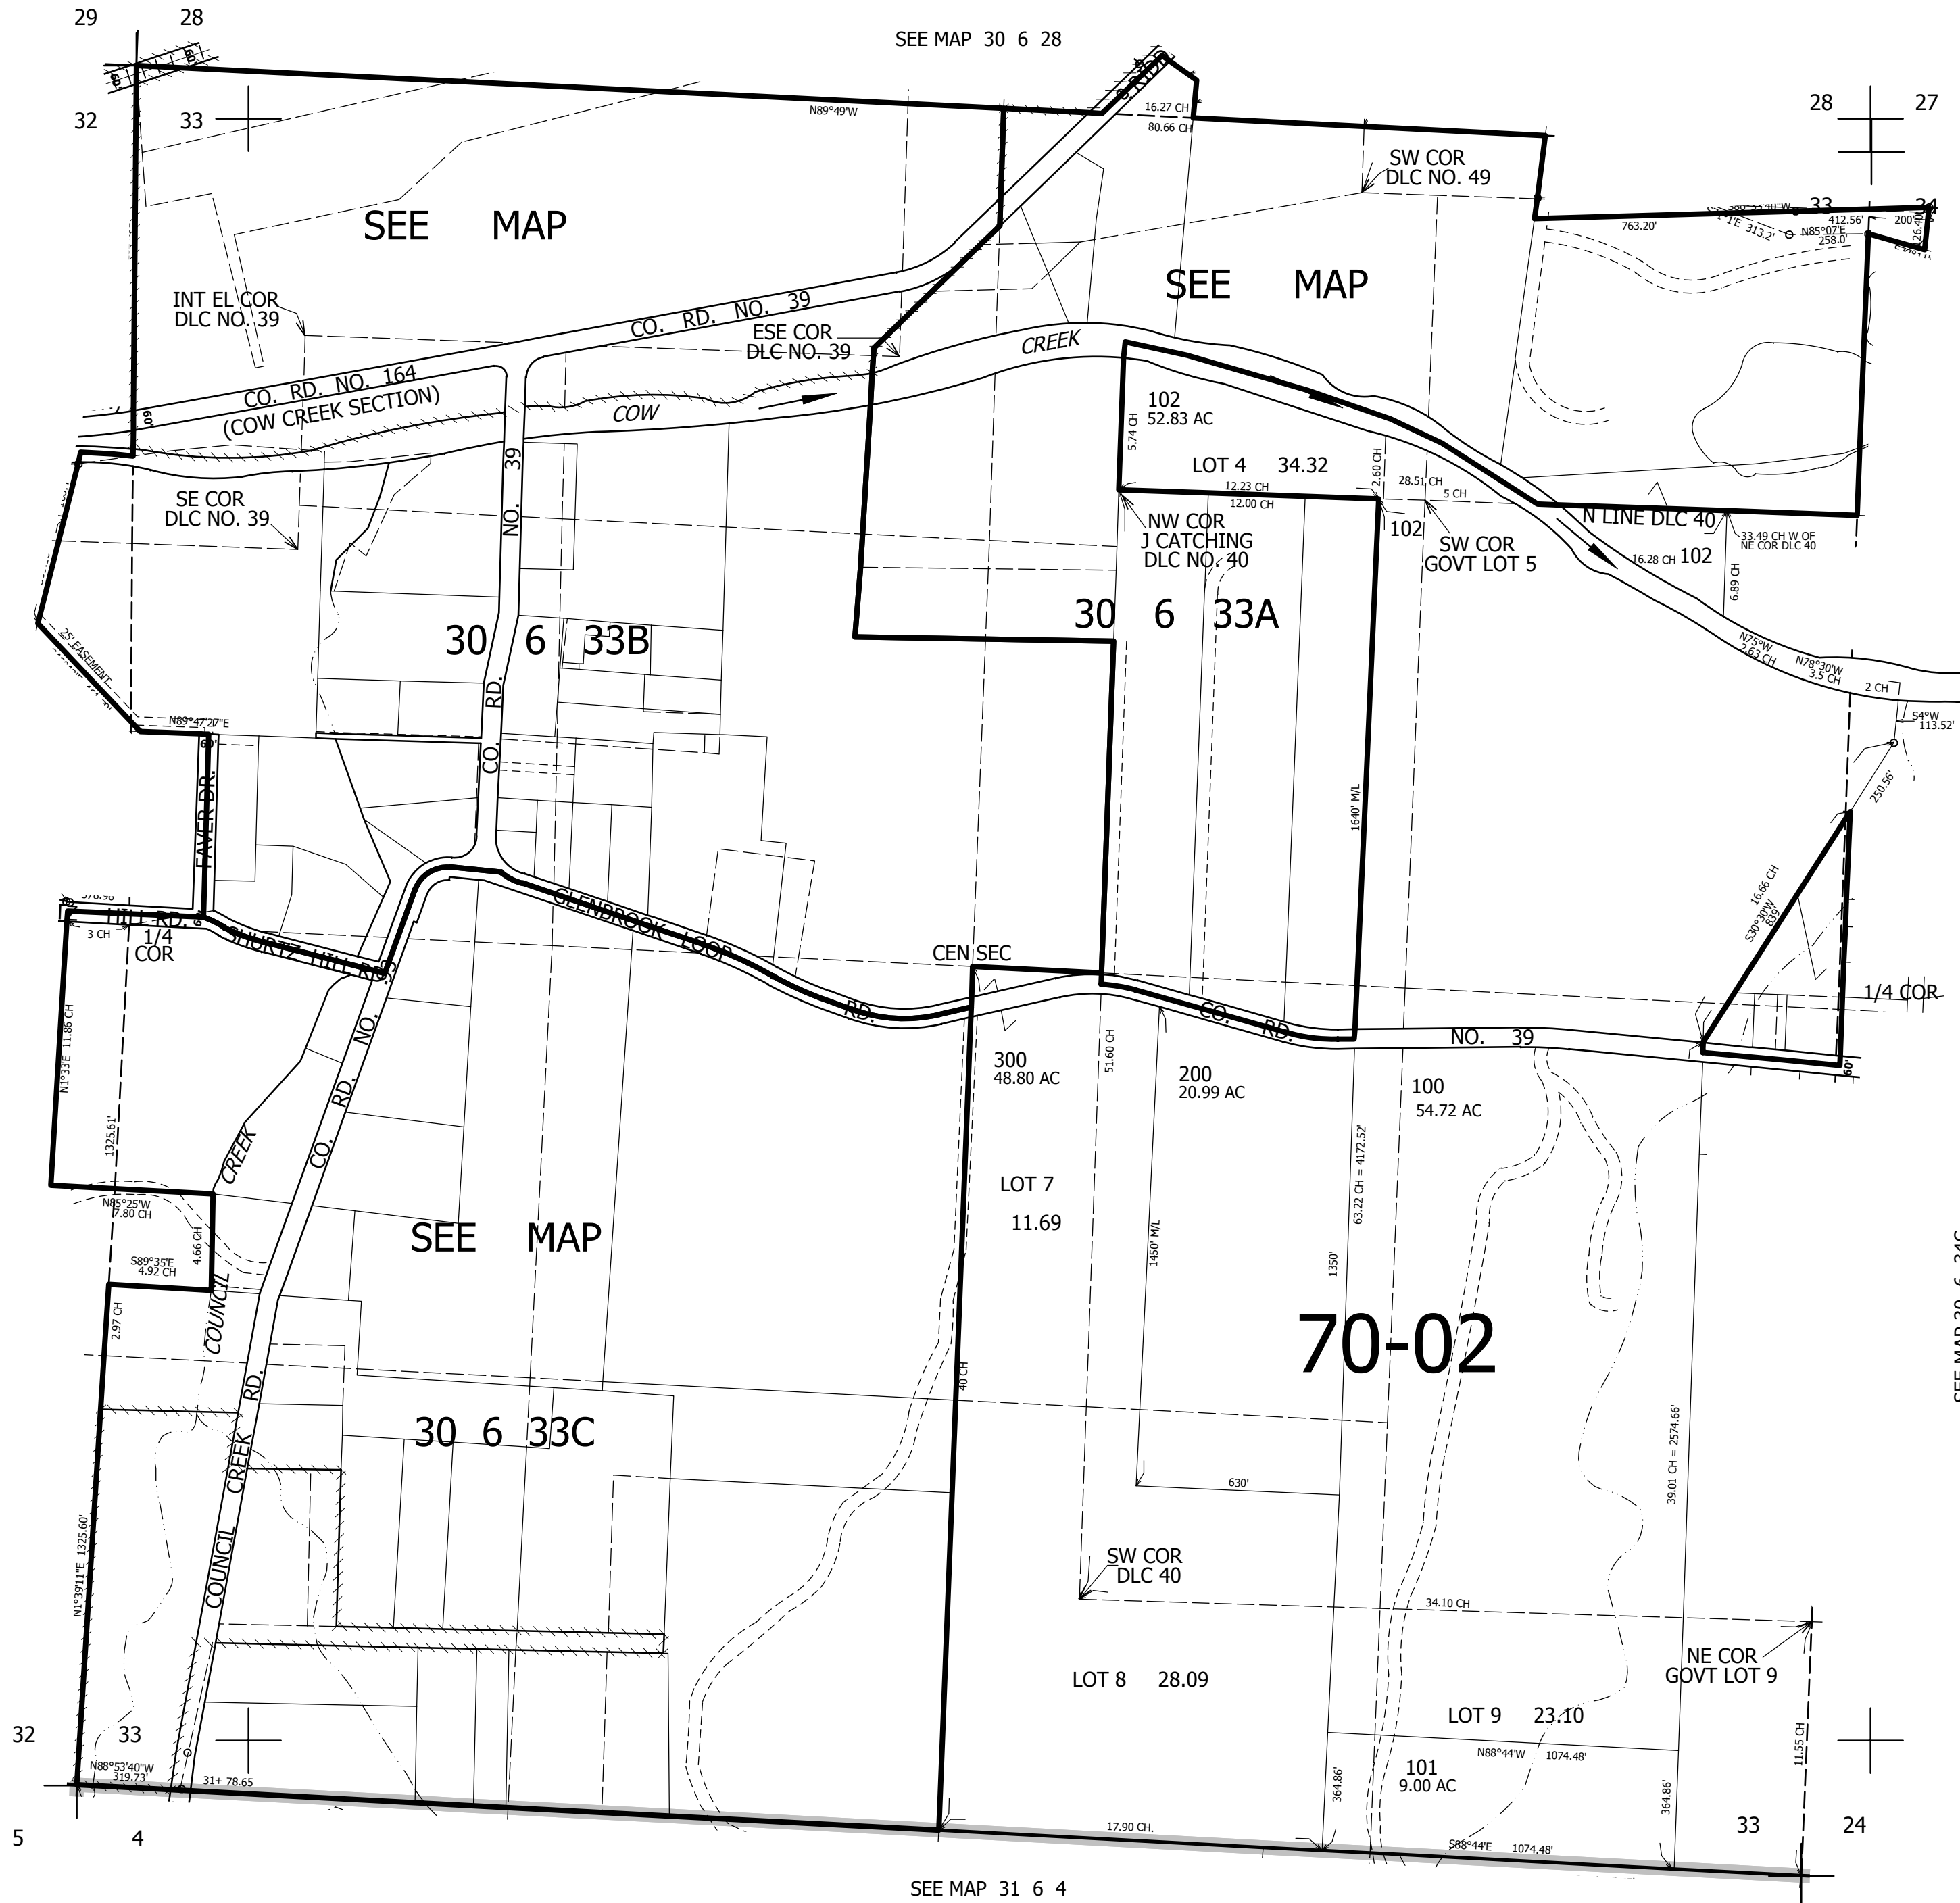 29 28
SEE MAP 30 6 28
60'
60'
32 33
N89°49'W
16.27 CH
80.66 CH
28 27
SW COR
DLC NO. 49
33 34
763.20'
412.56'
200'
N85°07'E
258.0'
313.2'
SEE MAP
SEE MAP
INT EL COR
DLC NO. 39
CO. RD. NO. 39
ESE COR
DLC NO. 39
CREEK
CO. RD. NO. 164
(COW CREEK SECTION)
60'
COW
102
52.83 AC
5.74 CH
LOT 4 34.32
12.23 CH
12.00 CH
2.60 CH
28.51 CH
5 CH
SE COR
DLC NO. 39
NO. 39
NW COR
J CATCHING
DLC NO. 40
102
SW COR
GOVT LOT 5
N LINE DLC 40
33.49 CH W OF
NE COR DLC 40
16.28 CH
102
6.89 CH
30 6 33B
30 6 33A
25' EASEMENT
N75°W
2.63 CH
N78°30'W
3.5 CH
2 CH
S4°W
113.52'
250.56'
N89°47'27"E
60'
CO. RD.
FAVER DR.
1640' M/L
16.66 CH
S30°30'W
839'
HILL RD.
3 CH
1/4
COR
SHURTZ HILL RD.
GLENBROOK LOOP
RD.
CEN SEC
CO. RD.
NO. 39
1/4 COR
60'
N1°33'E 11.86 CH
1325.61'
CO. RD. NO.
300
48.80 AC
51.60 CH
200
20.99 AC
100
54.72 AC
CREEK
N85°25'W
7.80 CH
4.66 CH
S89°35'E
4.92 CH
2.97 CH
COUNCIL
SEE MAP
LOT 7
11.69
1450' M/L
63.22 CH = 4172.52'
1350'
70-02
SEE MAP 30 6 34C
40 CH
30 6 33C
COUNCIL CREEK RD.
39.01 CH = 2574.66'
630'
N1°39'11"E 1325.60'
SW COR
DLC 40
34.10 CH
NE COR
GOVT LOT 9
LOT 8 28.09
LOT 9 23.10
N88°44'W 1074.48'
11.55 CH
32 33
N88°53'40"W
319.73'
31+ 78.65
101
9.00 AC
364.86'
364.86'
5 4
17.90 CH.
S88°44'E 1074.48'
33 24
SEE MAP 31 6 4